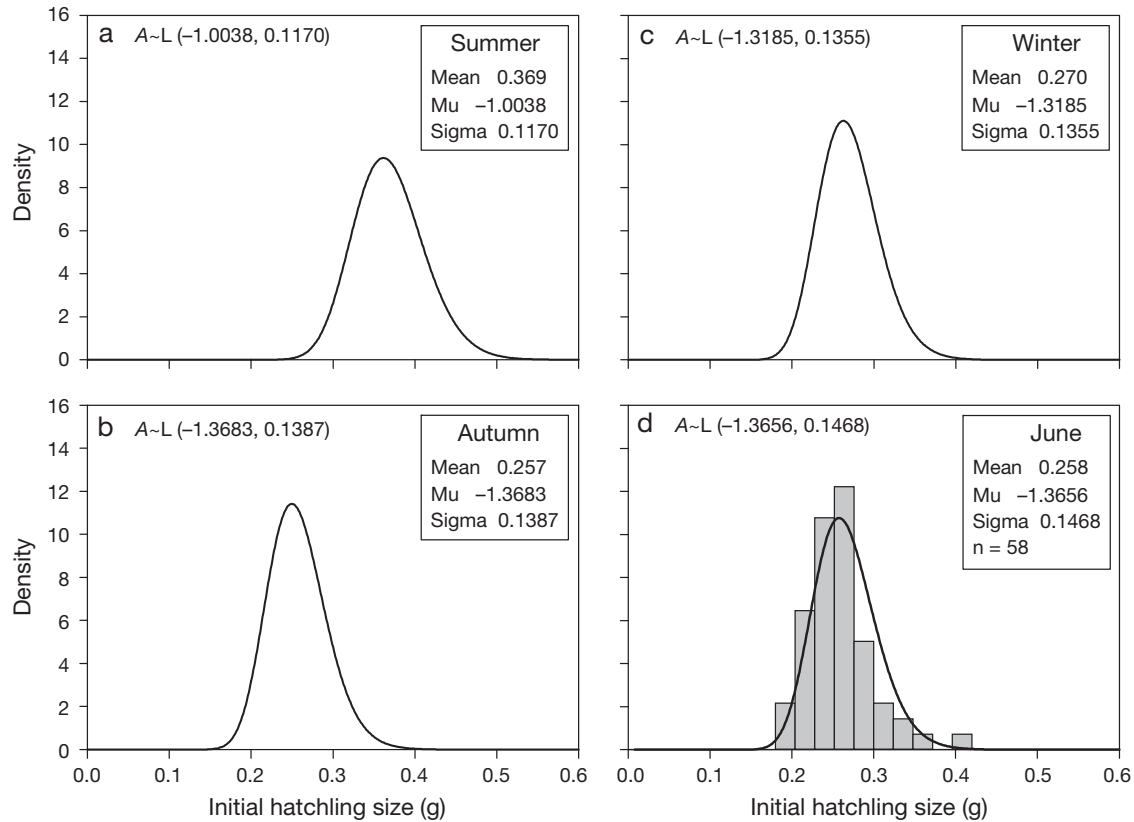 a A~L (–1.0038, 0.1170)
Summer
Mean 0.369
Mu –1.0038
Sigma 0.1170
16
14
12
10
8
6
4
2
0
Density
c A~L (–1.3185, 0.1355)
Winter
Mean 0.270
Mu –1.3185
Sigma 0.1355
b A~L (–1.3683, 0.1387)
Autumn
Mean 0.257
Mu –1.3683
Sigma 0.1387
16
14
12
10
8
6
4
2
0
Density
0.0 0.1 0.2 0.3 0.4 0.5 0.6
Initial hatchling size (g)
d A~L (–1.3656, 0.1468)
June
Mean 0.258
Mu –1.3656
Sigma 0.1468
n = 58
0.0 0.1 0.2 0.3 0.4 0.5 0.6
Initial hatchling size (g)